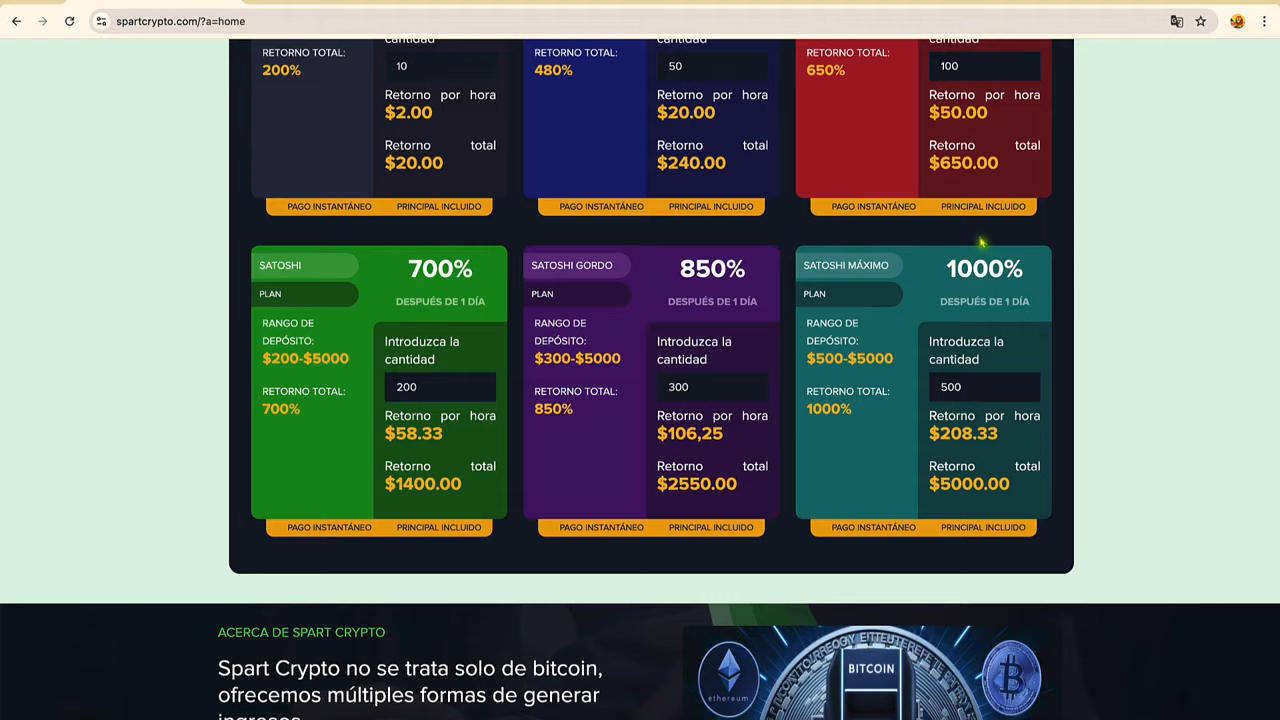 spartcrypto.com/?a=home
RETORNO TOTAL:
200%
cantidad
10
Retorno por hora
$2.00
Retorno total
$20.00
PAGO INSTANTÁNEO PRINCIPAL INCLUIDO
RETORNO TOTAL:
480%
cantidad
50
Retorno por hora
$20.00
Retorno total
$240.00
PAGO INSTANTÁNEO PRINCIPAL INCLUIDO
RETORNO TOTAL:
650%
cantidad
100
Retorno por hora
$50.00
Retorno total
$650.00
PAGO INSTANTÁNEO PRINCIPAL INCLUIDO
SATOSHI
PLAN
700%
DESPUÉS DE 1 DÍA
RANGO DE
DEPÓSITO:
$200-$5000
RETORNO TOTAL:
700%
Introduzca la
cantidad
200
Retorno por hora
$58.33
Retorno total
$1400.00
PAGO INSTANTÁNEO PRINCIPAL INCLUIDO
SATOSHI GORDO
PLAN
850%
DESPUÉS DE 1 DÍA
RANGO DE
DEPÓSITO:
$300-$5000
RETORNO TOTAL:
850%
Introduzca la
cantidad
300
Retorno por hora
$106,25
Retorno total
$2550.00
PAGO INSTANTÁNEO PRINCIPAL INCLUIDO
SATOSHI MÁXIMO
PLAN
1000%
DESPUÉS DE 1 DÍA
RANGO DE
DEPÓSITO:
$500-$5000
RETORNO TOTAL:
1000%
Introduzca la
cantidad
500
Retorno por hora
$208.33
Retorno total
$5000.00
PAGO INSTANTÁNEO PRINCIPAL INCLUIDO
ACERCA DE SPART CRYPTO
Spart Crypto no se trata solo de bitcoin,
ofrecemos múltiples formas de generar
ingresos
ethereum
BITCOIN